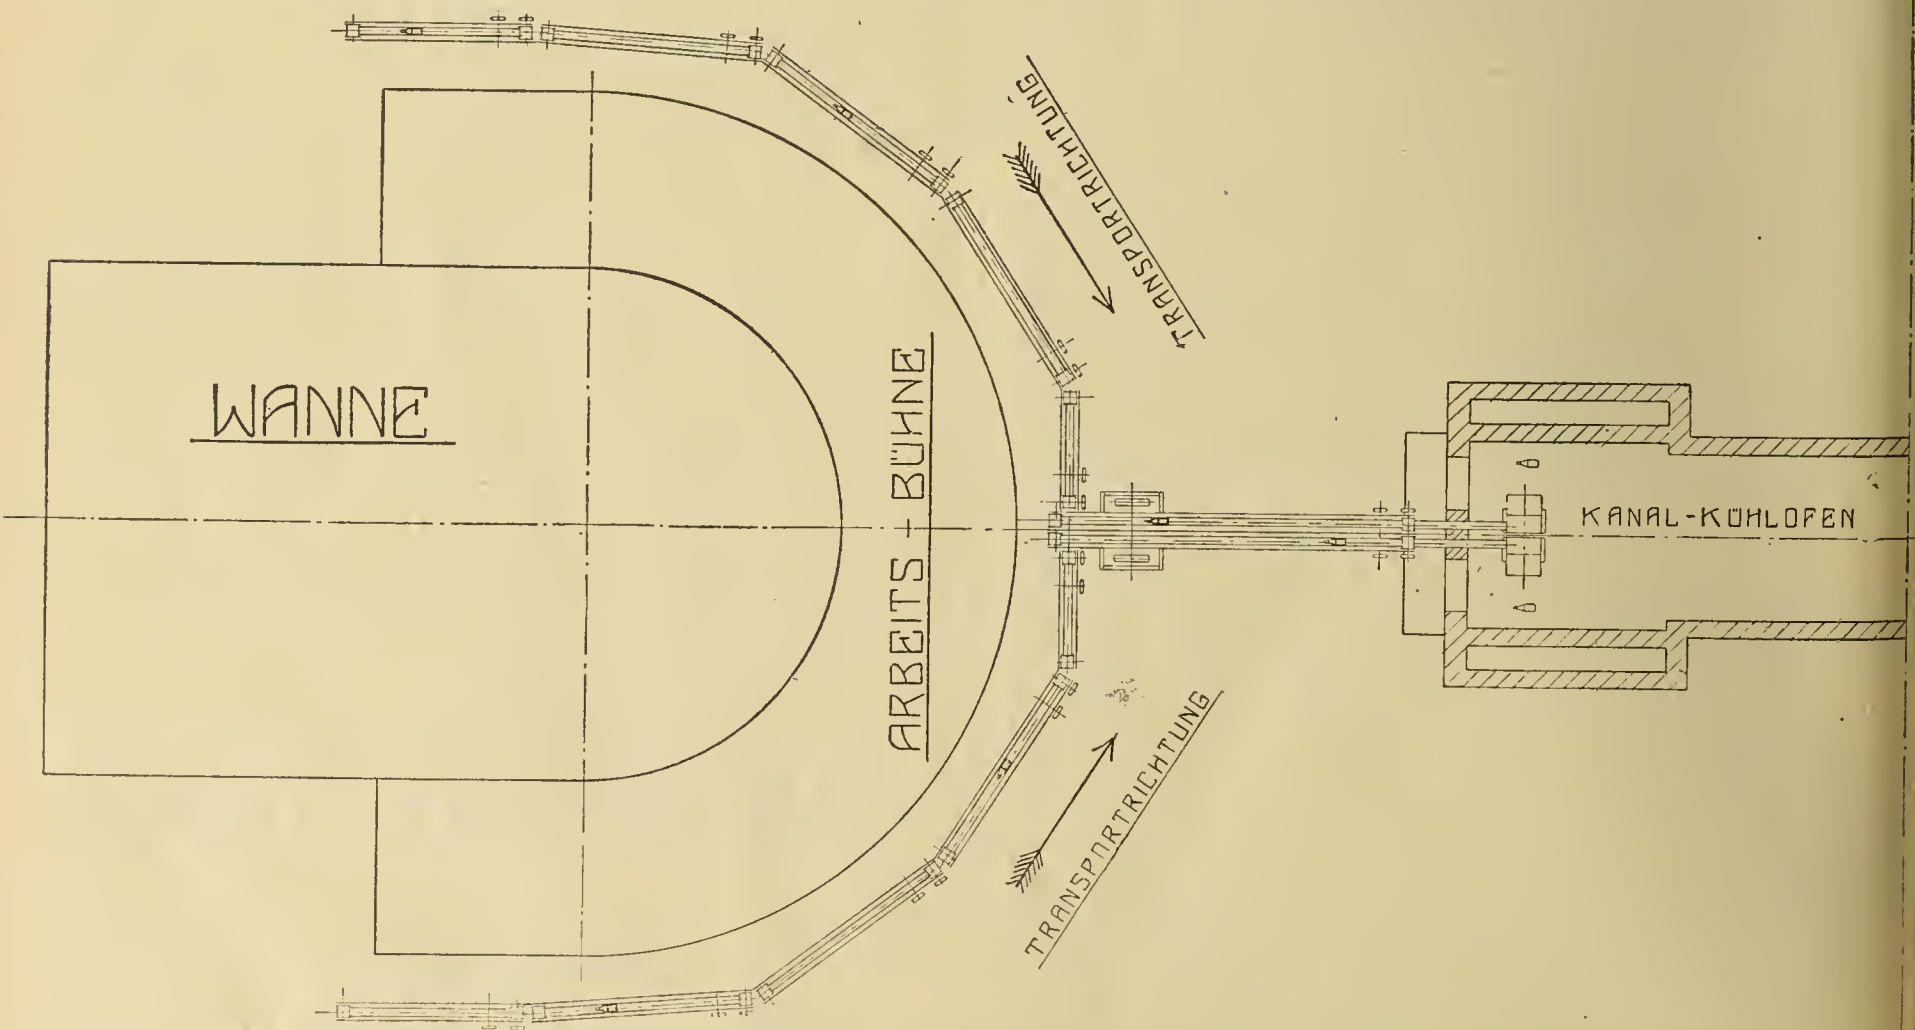 WANNE
ARBEITS - BÜHNE
TRANSPORTRICHTUNG
KANAL-KÜHLOFEN
TRANSPORTRICHTUNG